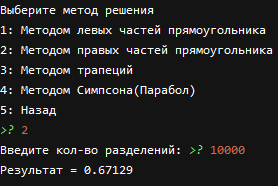 Выберите метод решения
1: Методом левых частей прямоугольника
2: Методом правых частей прямоугольника
3: Методом трапеций
4: Методом Симпсона(Парабол)
5: Назад
>? 2
Введите кол-во разделений: >? 10000
Результат = 0.67129